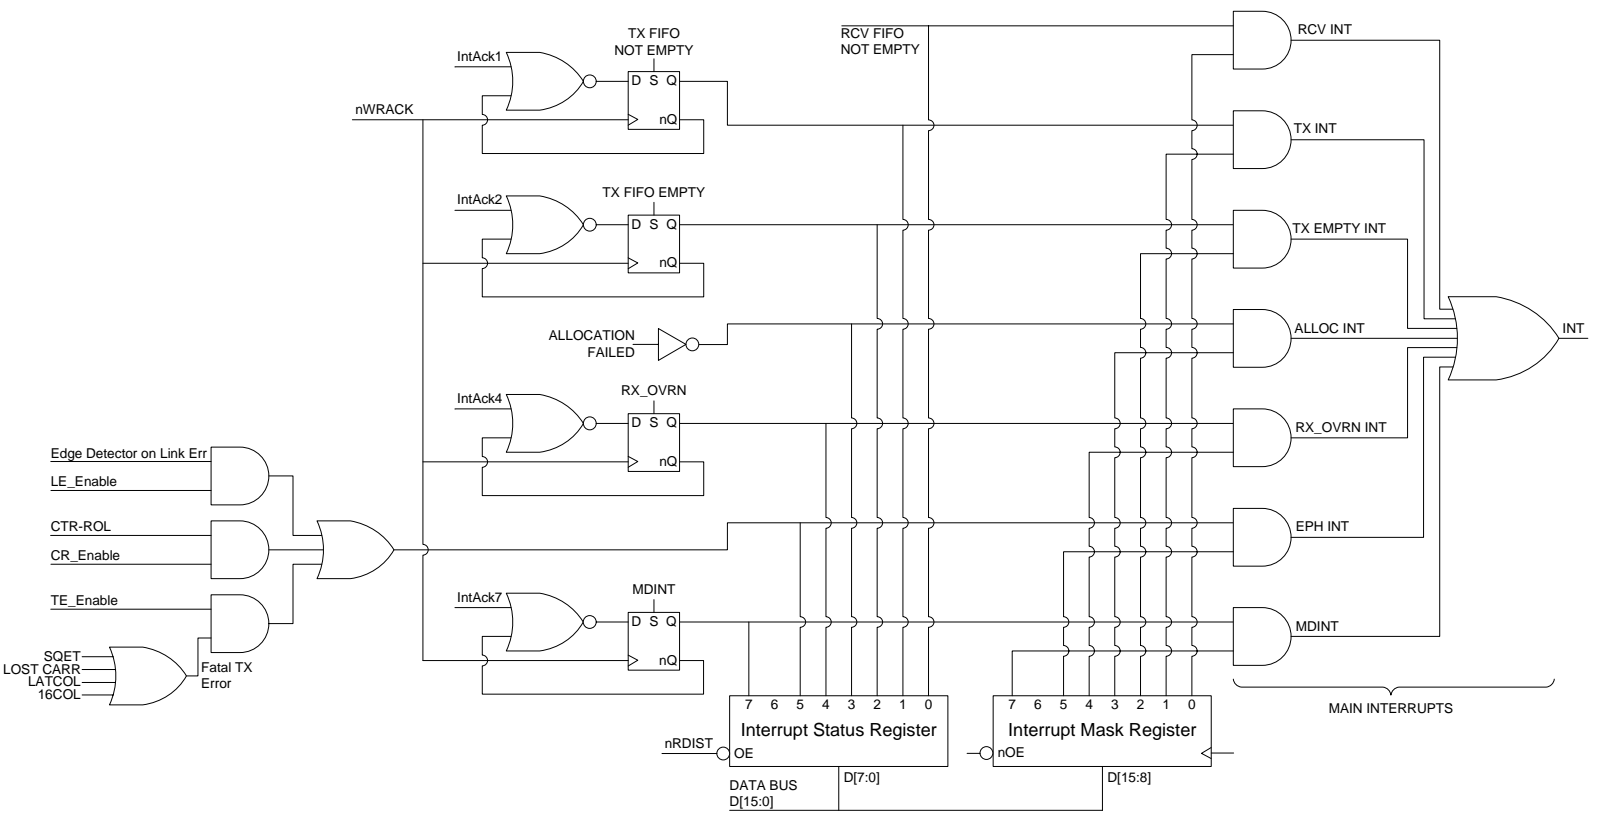 RCV INT
TX FIFO
NOT EMPTY
RCV FIFO
NOT EMPTY
IntAck1
D S Q
nQ
nWRACK
TX INT
IntAck2
TX FIFO EMPTY
D S Q
nQ
TX EMPTY INT
ALLOCATION
FAILED
ALLOC INT
INT
IntAck4
RX_OVRN
D S Q
nQ
RX_OVRN INT
Edge Detector on Link Err
LE_Enable
CTR-ROL
CR_Enable
EPH INT
TE_Enable
IntAck7
MDINT
D S Q
nQ
MDINT
SQET
LOST CARR
LATCOL
16COL
Fatal TX
Error
7 6 5 4 3 2 1 0
Interrupt Status Register
nRDIST
OE
7 6 5 4 3 2 1 0
Interrupt Mask Register
nOE
MAIN INTERRUPTS
D[7:0]
D[15:8]
DATA BUS
D[15:0]